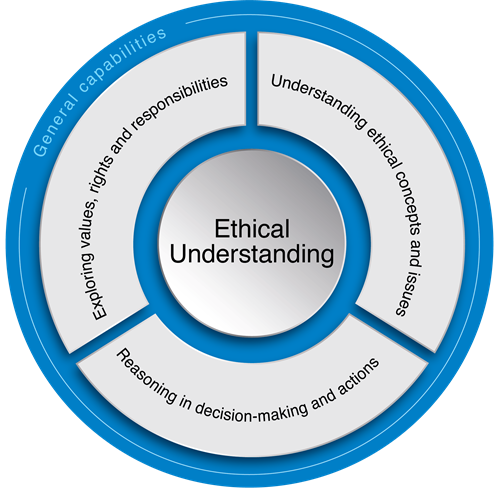 General capabilities
Exploring values, rights and responsibilities
Understanding ethical concepts and issues
Ethical
Understanding
Reasoning in decision-making and actions